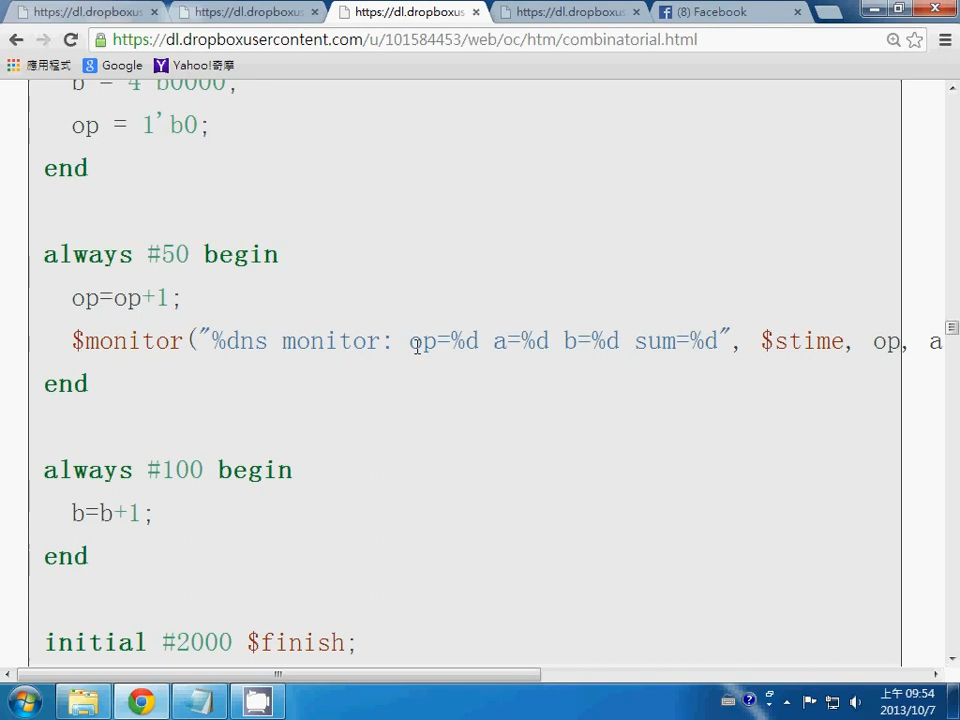 https://dl.dropboxus
https://dl.dropboxus
https://dl.dropboxus
https://dl.dropboxus
(8) Facebook
https://dl.dropboxusercontent.com/u/101584453/web/oc/htm/combinatorial.html
應用程式
Google
Yahoo!奇摩
b = 4'b0000;
op = 1'b0;
end
always #50 begin
op=op+1;
$monitor("%dns monitor: op=%d a=%d b=%d sum=%d", $stime, op, a
end
always #100 begin
b=b+1;
end
initial #2000 $finish;
上午 09:54
2013/10/7